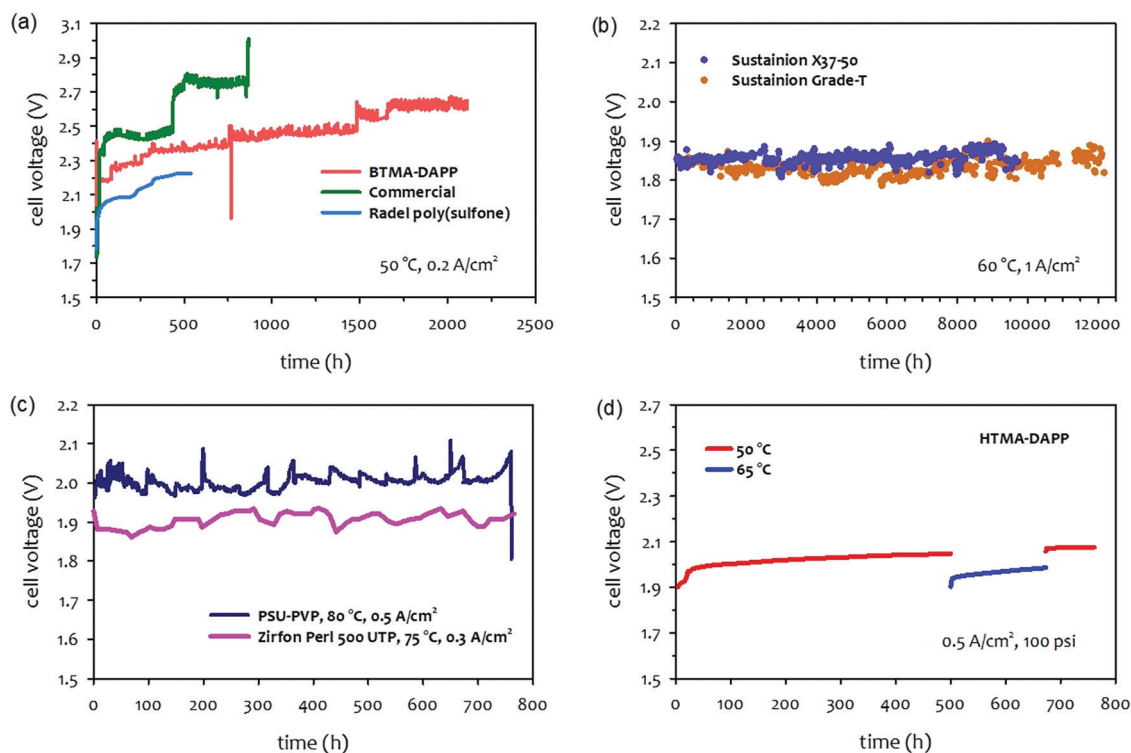 (a)
3.1
2.9
2.7
2.5
2.3
2.1
1.9
1.7
1.5
cell voltage (V)
BTMA-DAPP
Commercial
Radel poly(sulfone)
50 °C, 0.2 A/cm²
0 500 1000 1500 2000 2500
time (h)
(b)
2.2
2.1
2.0
1.9
1.8
1.7
1.6
1.5
cell voltage (V)
Sustainion X37-50
Sustainion Grade-T
60 °C, 1 A/cm²
0 2000 4000 6000 8000 10000 12000
time (h)
(c)
2.2
2.1
2.0
1.9
1.8
1.7
1.6
1.5
cell voltage (V)
PSU-PVP, 80 °C, 0.5 A/cm²
Zirfon Perl 500 UTP, 75 °C, 0.3 A/cm²
0 100 200 300 400 500 600 700 800
time (h)
(d)
2.7
2.5
2.3
2.1
1.9
1.7
1.5
cell voltage (V)
50 °C
65 °C
HTMA-DAPP
0.5 A/cm², 100 psi
0 100 200 300 400 500 600 700 800
time (h)